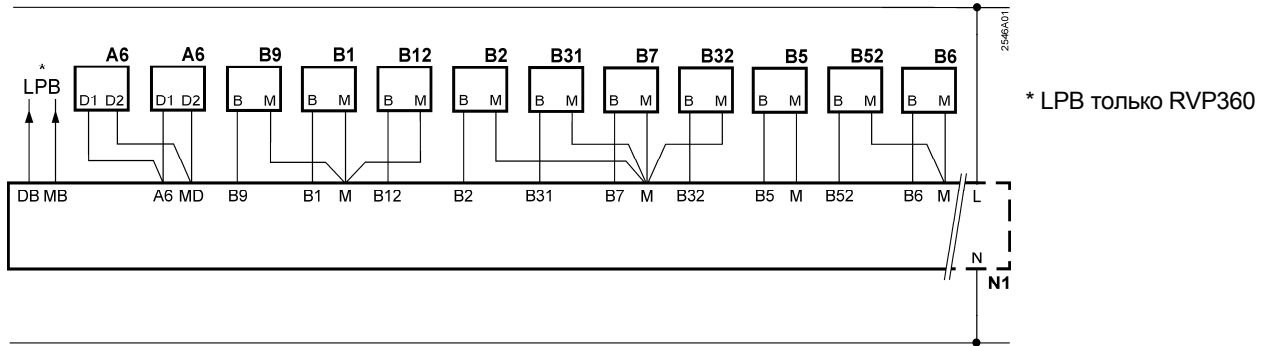 2546A01
A6 A6 B9 B1 B12 B2 B31 B7 B32 B5 B52 B6
*
LPB
* LPB только RVP360
D1 D2 D1 D2 B M B M B M B M B M B M B M B M B M B M
DB MB A6 MD B9 B1 M B12 B2 B31 B7 M B32 B5 M B52 B6 M L
N
N1